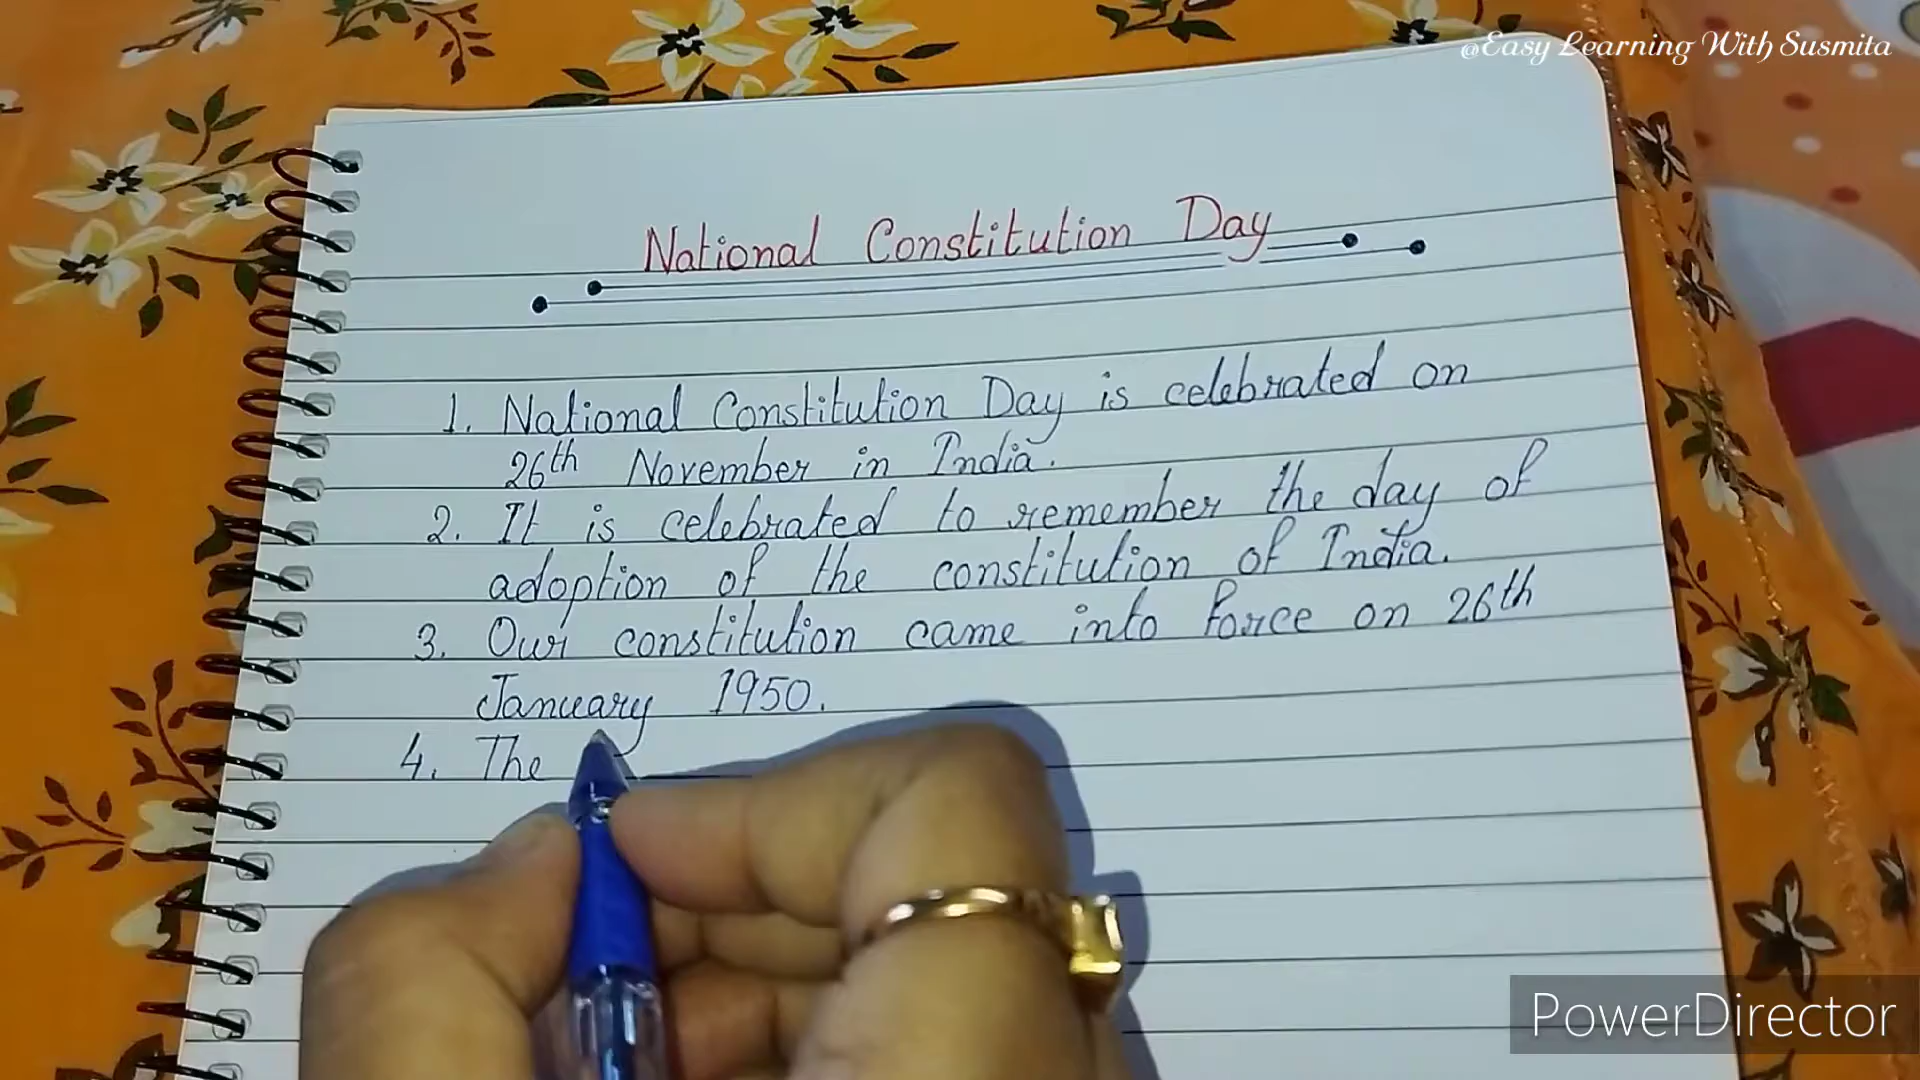 @Easy Learning With Susmita
National Constitution Day
1. National Constitution Day is celebrated on
26th November in India.
2. It is celebrated to remember the day of
adoption of the constitution of India.
3. Our constitution came into force on 26th
January 1950.
4. The
PowerDirector